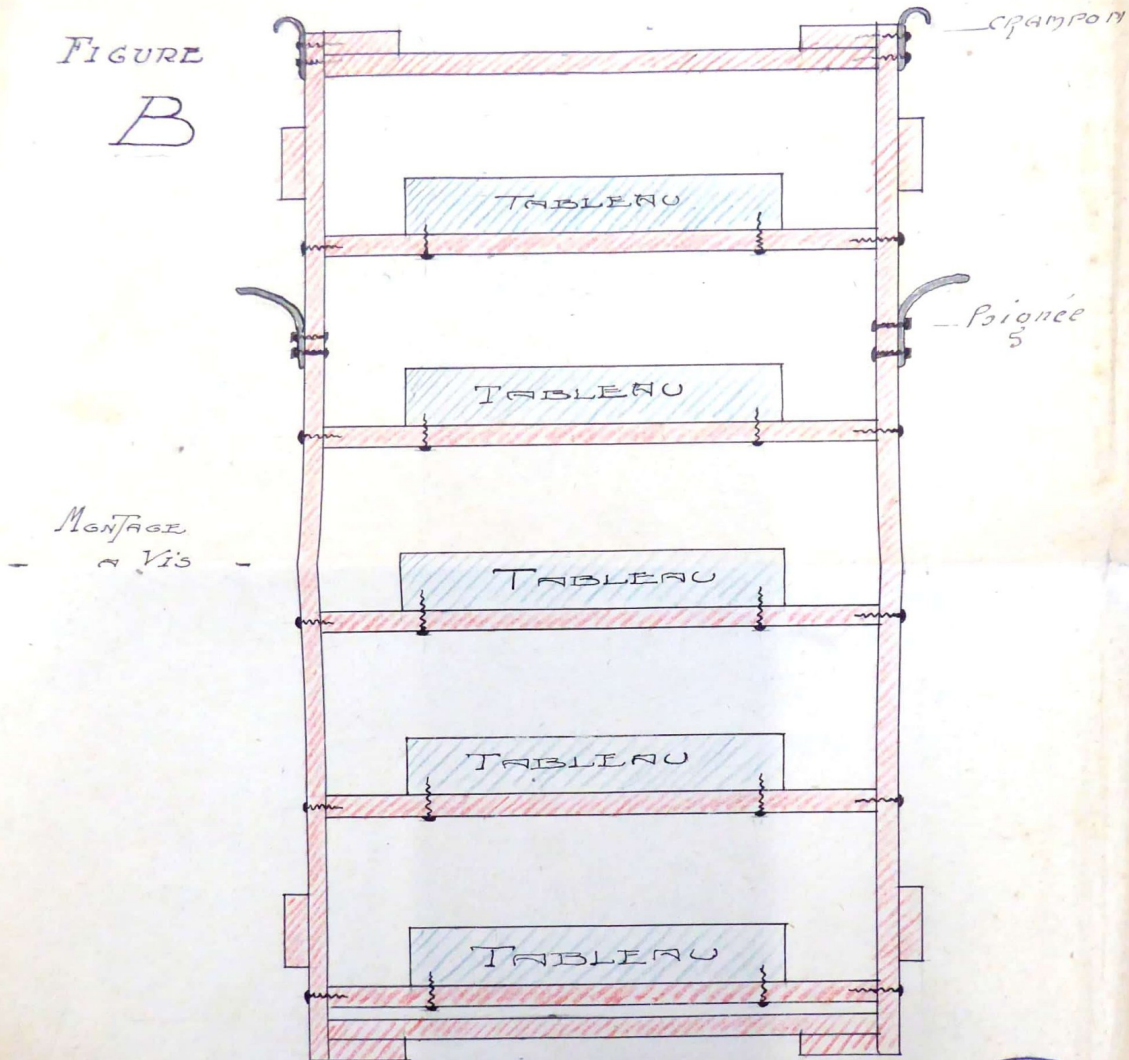 FIGURE
B
CRAMPON
TABLEAU
Poignée
s
TABLEAU
MONTAGE
- A VIS -
TABLEAU
TABLEAU
TABLEAU